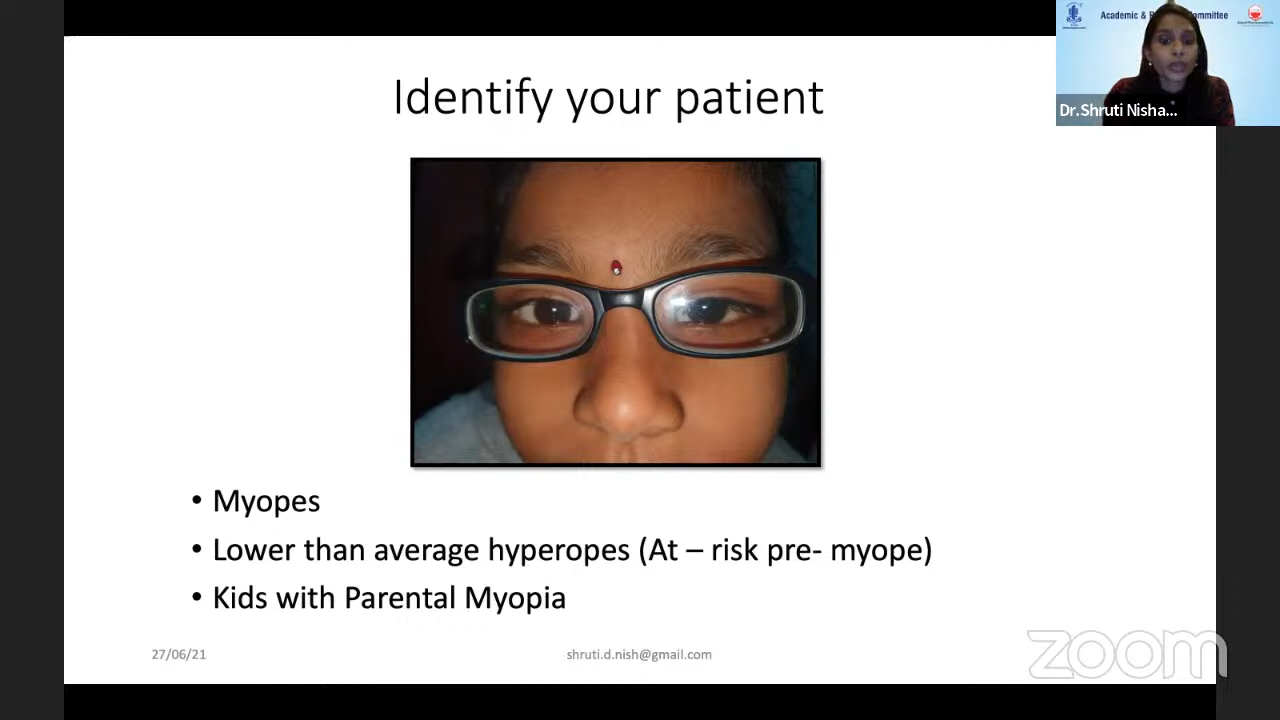 Identify your patient
Academic & R
ommittee
Dr.Shruti Nisha...
• Myopes
• Lower than average hyperopes (At – risk pre- myope)
• Kids with Parental Myopia
27/06/21
shruti.d.nish@gmail.com
zoom